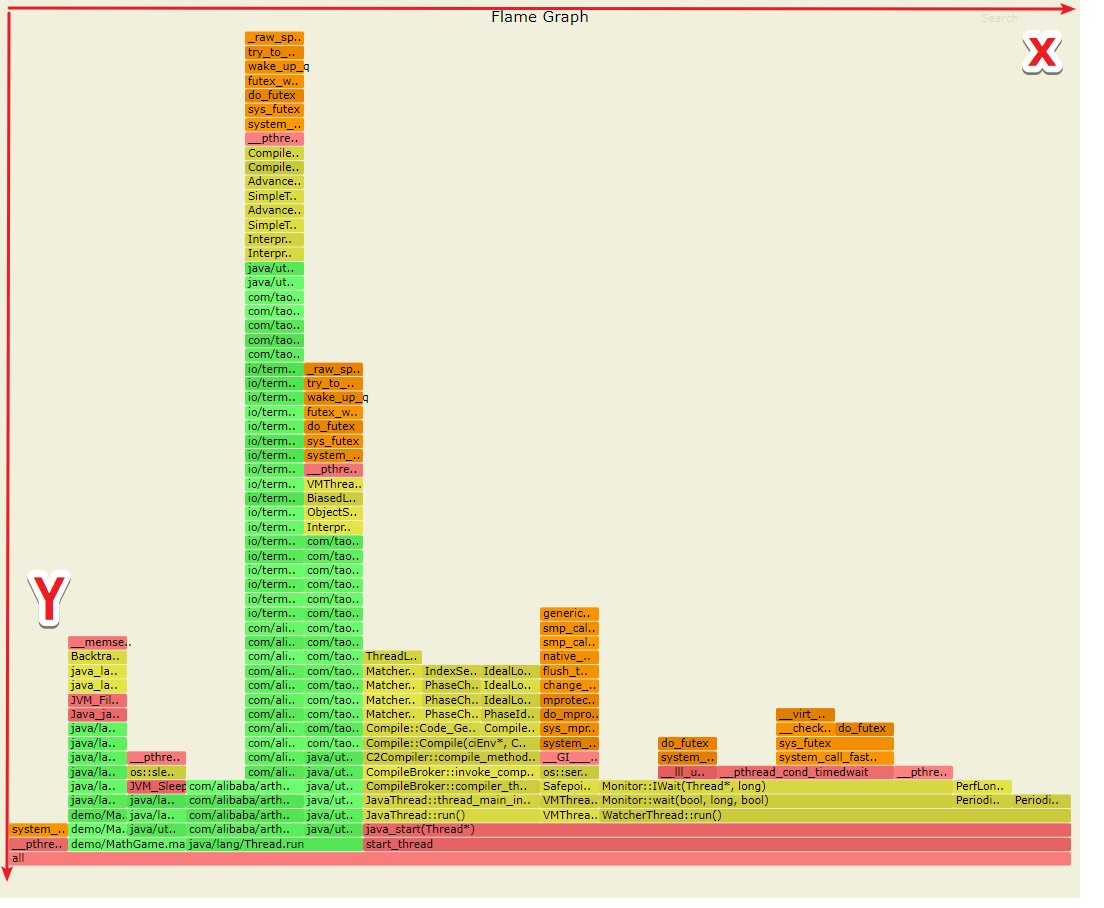 Flame Graph
Search
X
_raw_sp..
try_to_..
wake_up_q
futex_w..
do_futex
sys_futex
system_..
__pthre..
Compile..
Compile..
Advance..
SimpleT..
Advance..
SimpleT..
Interpr..
Interpr..
java/ut..
java/ut..
com/tao..
com/tao..
com/tao..
com/tao..
com/tao..
io/term.. _raw_sp..
io/term.. try_to_..
io/term.. wake_up_q
io/term.. futex_w..
io/term.. do_futex
io/term.. sys_futex
io/term.. system_..
io/term.. __pthre..
io/term.. VMThrea..
io/term.. BiasedL..
io/term.. ObjectS..
io/term.. Interpr..
io/term.. com/tao..
io/term.. com/tao..
io/term.. com/tao..
io/term.. com/tao..
io/term.. com/tao..
Y
io/term.. com/tao.. generic..
com/ali.. com/tao.. smp_cal..
__memse.. com/ali.. com/tao.. smp_cal..
Backtra.. com/ali.. com/tao.. ThreadL.. native_..
java_la.. com/ali.. com/tao.. Matcher.. IndexSe.. IdealLo.. flush_t..
java_la.. com/ali.. com/tao.. Matcher.. PhaseCh.. IdealLo.. change_..
JVM_Fil.. com/ali.. com/tao.. Matcher.. PhaseCh.. IdealLo.. mprotec..
Java_ja.. com/ali.. com/tao.. Matcher.. PhaseCh.. PhaseId.. do_mpro.. __virt_..
java/la.. com/ali.. com/tao.. Compile::Code_Ge.. Compile.. sys_mpr.. __check.. do_futex
java/la.. com/ali.. com/tao.. Compile::Compile(ciEnv*, C.. system_.. do_futex sys_futex
java/la.. __pthre.. com/ali.. java/ut.. C2Compiler::compile_method.. __GI___.. system_.. system_call_fast..
java/la.. os::sle.. com/ali.. java/ut.. CompileBroker::invoke_comp.. os::ser.. __lll_u.. __pthread_cond_timedwait __pthre..
java/la.. JVM_Sleep com/alibaba/arth.. java/ut.. CompileBroker::compiler_th.. Safepoi.. Monitor::IWait(Thread*, long) PerfLon..
java/la.. java/la.. com/alibaba/arth.. java/ut.. JavaThread::thread_main_in.. VMThrea.. Monitor::wait(bool, long, bool) Periodi.. Periodi..
demo/Ma.. java/la.. com/alibaba/arth.. java/ut.. JavaThread::run() VMThrea.. WatcherThread::run()
system_.. demo/Ma.. java/ut.. com/alibaba/arth.. java/ut.. java_start(Thread*)
__pthre.. demo/MathGame.ma java/lang/Thread.run start_thread
all